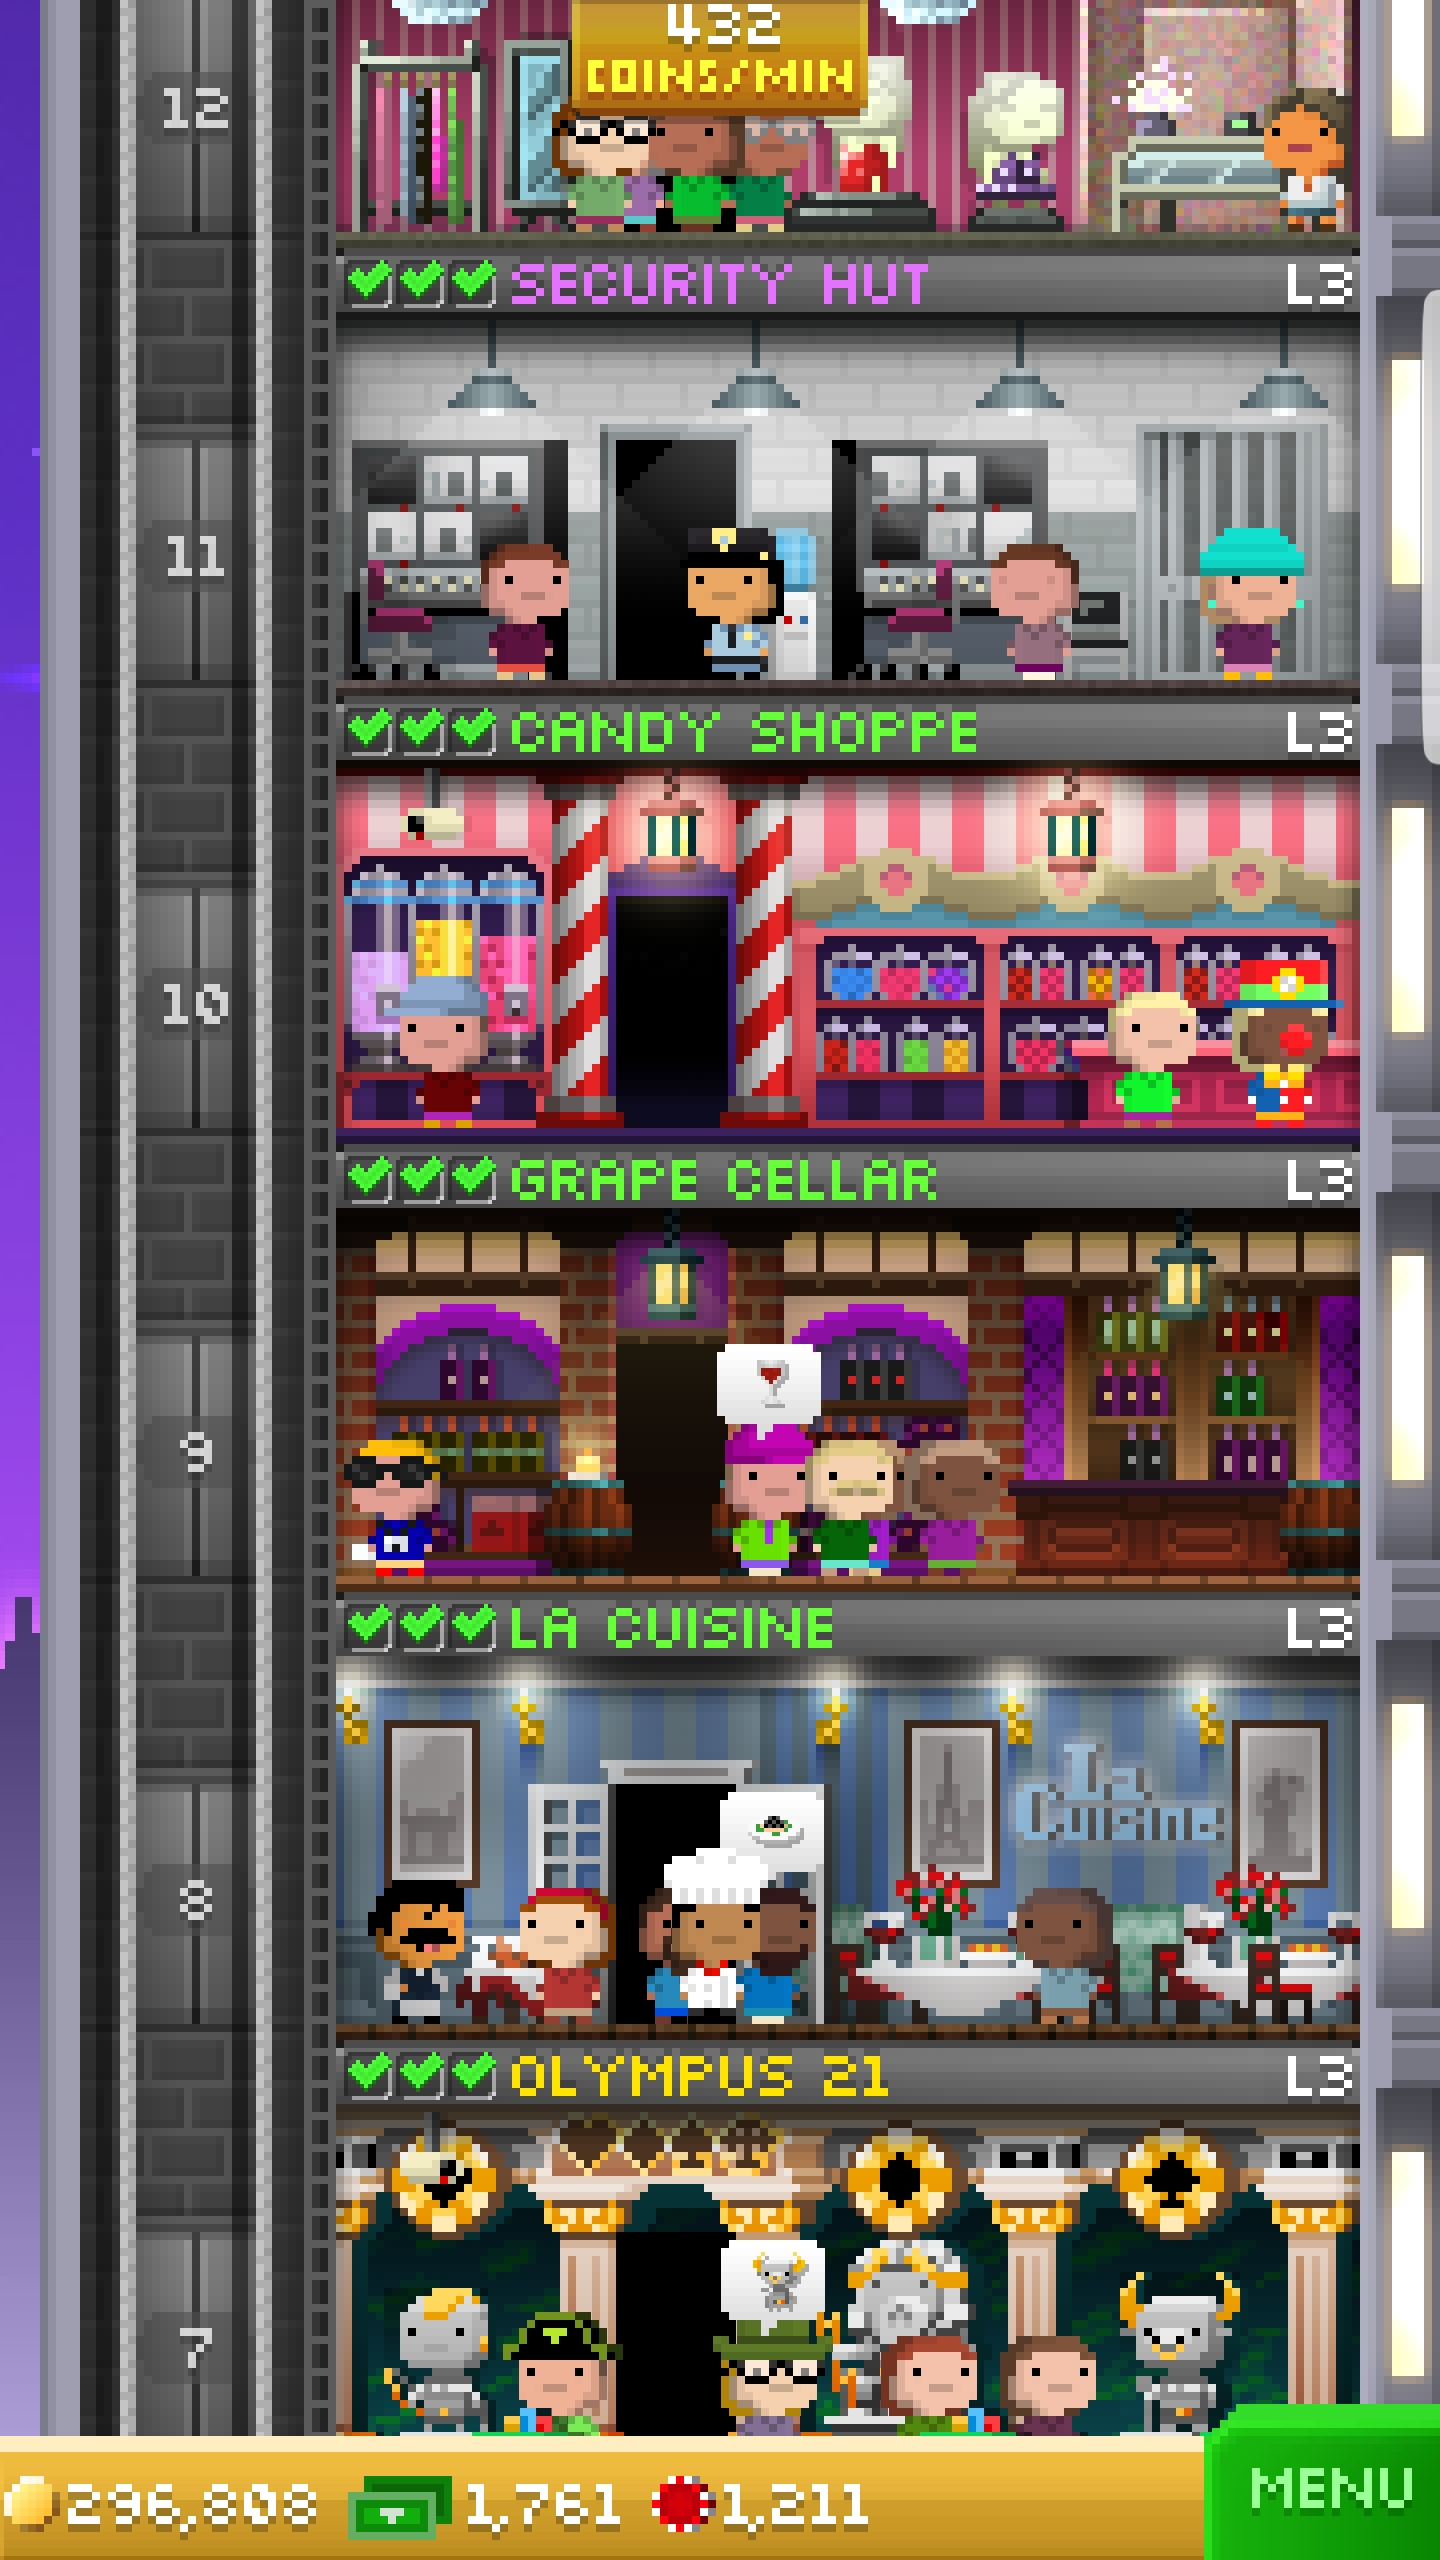 432
COINS/MIN
12
SECURITY HUT L3
11
CANDY SHOPPE L3
10
GRAPE CELLAR L3
9
LA CUISINE L3
La
Cuisine
8
OLYMPUS 21 L3
7
296,808 1,761 1,211
MENU